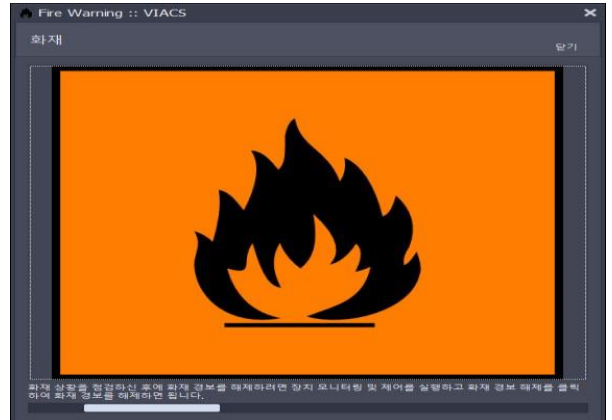 Fire Warning :: VIACS
화재
닫기
화재 상황을 점검하신 후에 화재 경보를 해제하려면 장치 모니터링 및 제어를 실행하고 화재 경보 해제를 클릭
하여 화재 경보를 해제하면 됩니다.